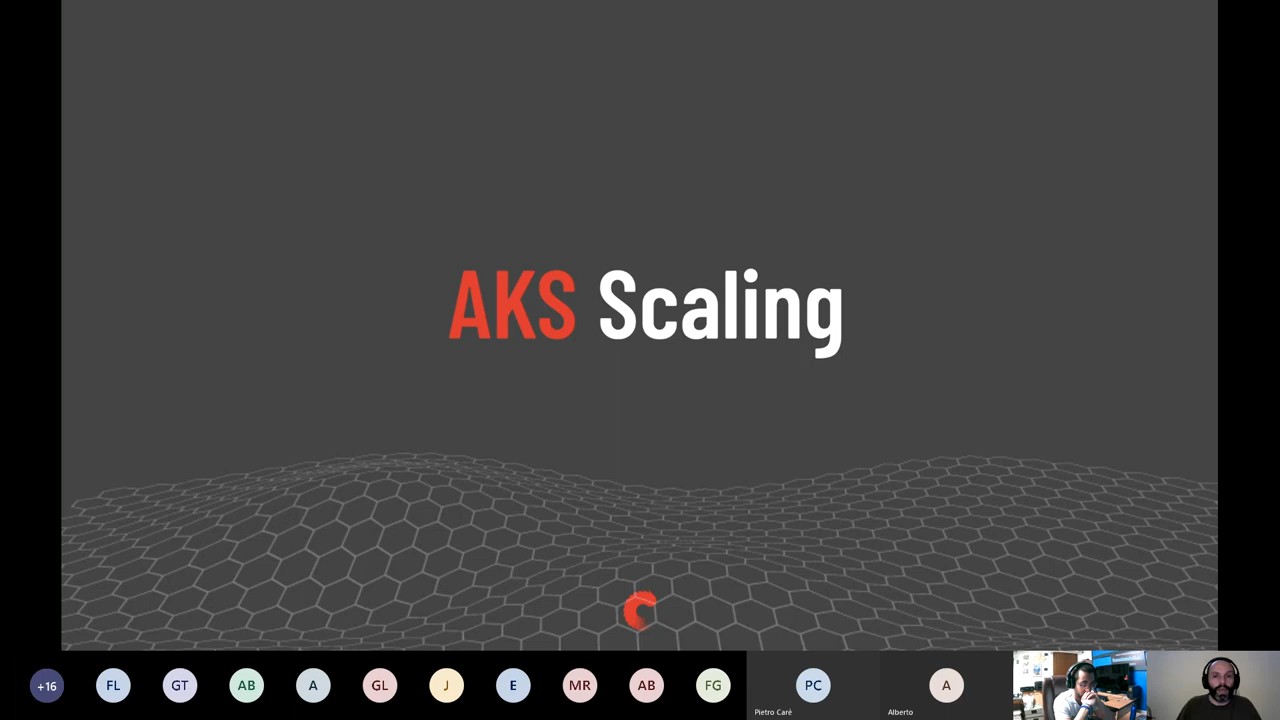 AKS Scaling
+16
FL
GT
AB
A
GL
J
E
MR
AB
FG
PC
A
Pietro Carè
Alberto